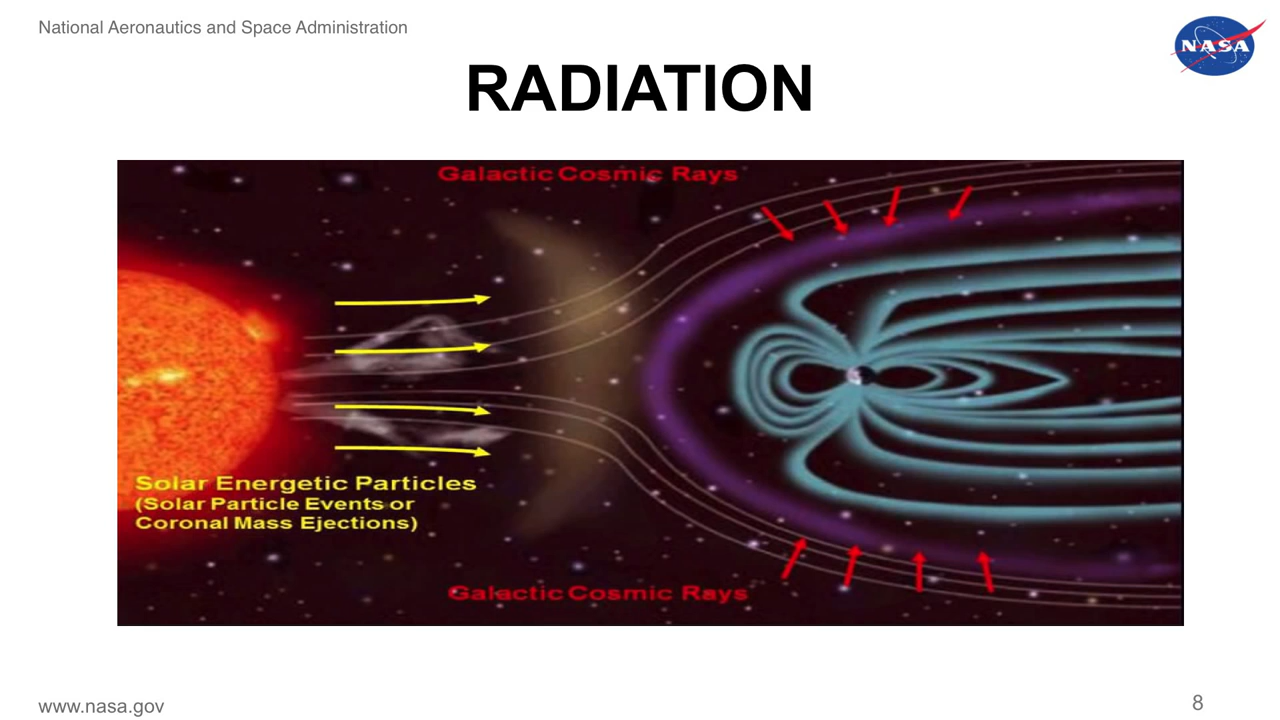 National Aeronautics and Space Administration
NASA
RADIATION
Galactic Cosmic Rays
Solar Energetic Particles
(Solar Particle Events or
Coronal Mass Ejections)
Galactic Cosmic Rays
www.nasa.gov
8